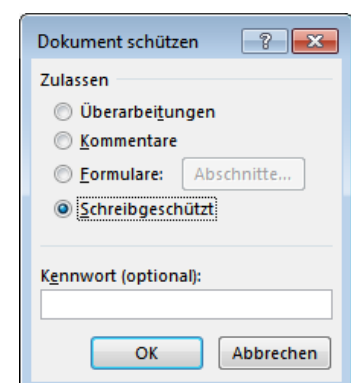 Dokument schützen
Zulassen
Überarbeitungen
Kommentare
Formulare: Abschnitte...
Schreibgeschützt
Kennwort (optional):
OK Abbrechen